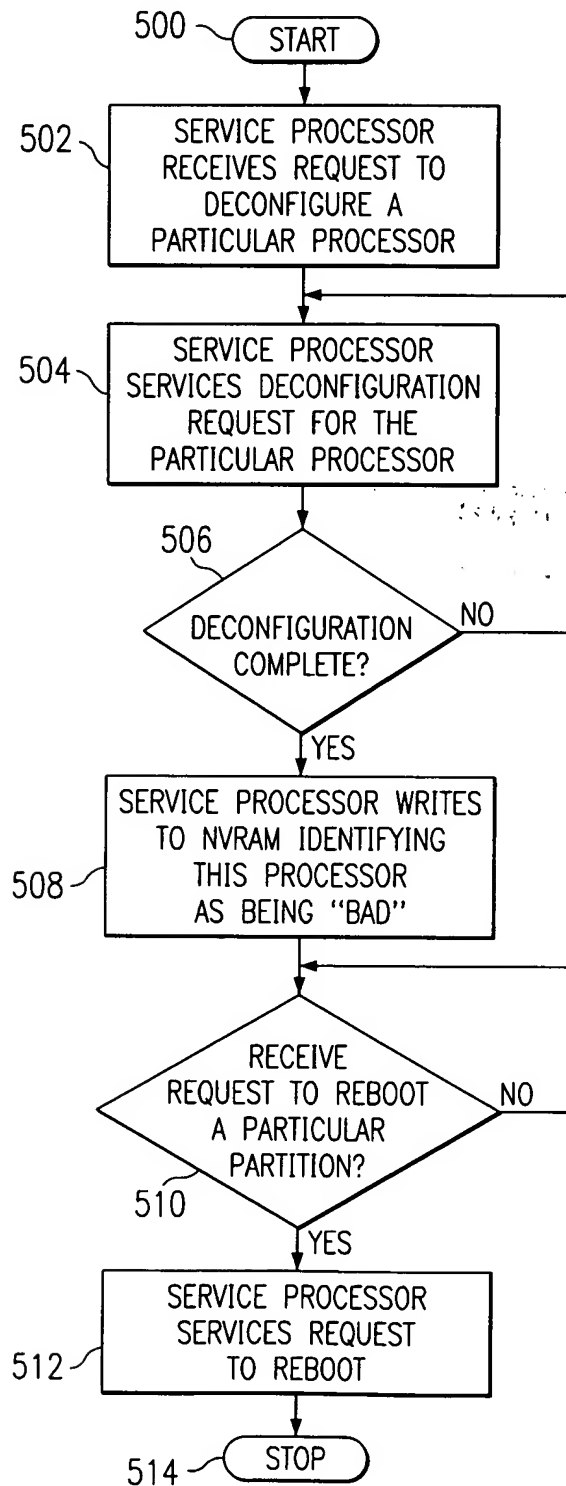 500
START
502
SERVICE PROCESSOR
RECEIVES REQUEST TO
DECONFIGURE A
PARTICULAR PROCESSOR
504
SERVICE PROCESSOR
SERVICES DECONFIGURATION
REQUEST FOR THE
PARTICULAR PROCESSOR
506
DECONFIGURATION
COMPLETE?
NO
YES
508
SERVICE PROCESSOR WRITES
TO NVRAM IDENTIFYING
THIS PROCESSOR
AS BEING "BAD"
RECEIVE
REQUEST TO REBOOT
A PARTICULAR
PARTITION?
NO
510
YES
512
SERVICE PROCESSOR
SERVICES REQUEST
TO REBOOT
STOP
514